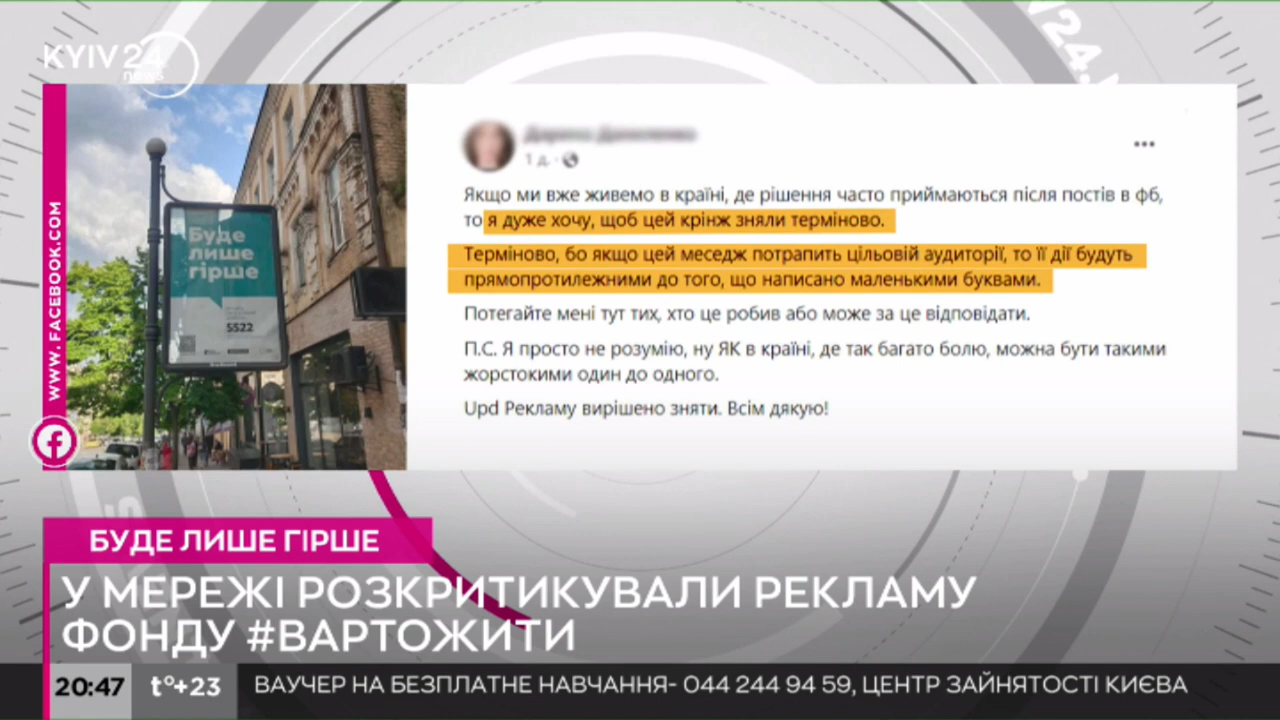 KYIV 24
news
WWW. FACEBOOK.COM
Буде
лише
гірше
5522
1 д.
Якщо ми вже живемо в країні, де рішення часто приймаються після постів в фб,
то я дуже хочу, щоб цей крінж зняли терміново.
Терміново, бо якщо цей меседж потрапить цільовій аудиторії, то її дії будуть
прямопротилежними до того, що написано маленькими буквами.
Потегайте мені тут тих, хто це робив або може за це відповідати.
П.С. Я просто не розумію, ну ЯК в країні, де так багато болю, можна бути такими
жорстокими один до одного.
Upd Рекламу вирішено зняти. Всім дякую!
БУДЕ ЛИШЕ ГІРШЕ
У МЕРЕЖІ РОЗКРИТИКУВАЛИ РЕКЛАМУ
ФОНДУ #ВАРТОЖИТИ
20:47 t°+23 ВАУЧЕР НА БЕЗПЛАТНЕ НАВЧАННЯ- 044 244 94 59, ЦЕНТР ЗАЙНЯТОСТІ КИЄВА